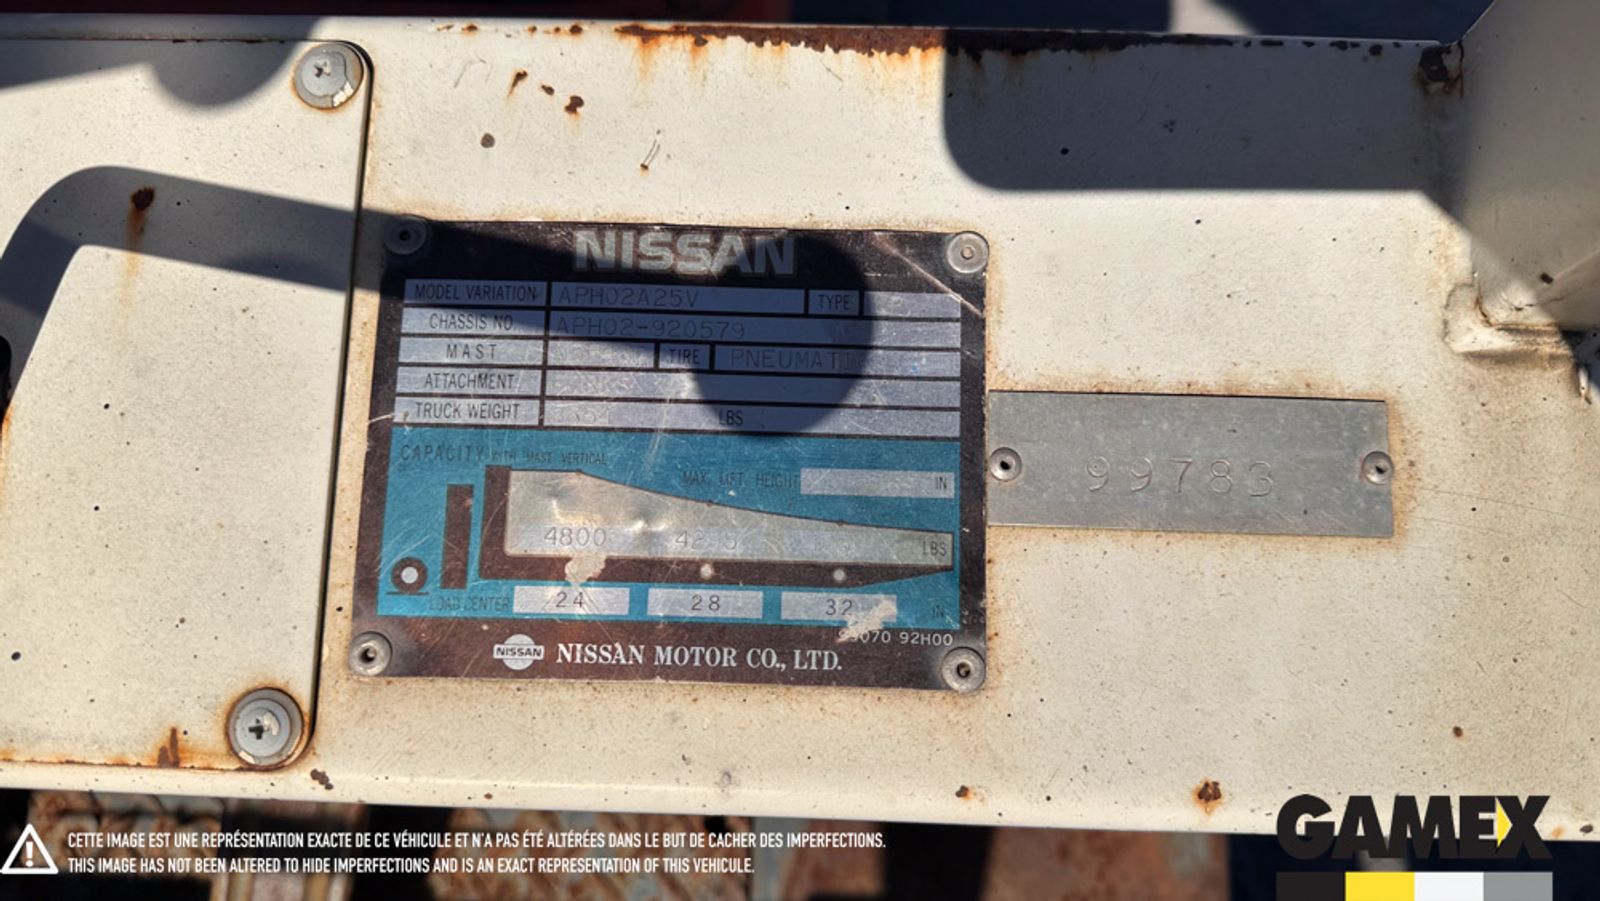 NISSAN
MODEL VARIATION APH02A25V TYPE
CHASSIS NO. APH02-920579
MAST TIRE PNEUMATIC
ATTACHMENT
TRUCK WEIGHT LBS
CAPACITY WITH MAST VERTICAL
MAX. LIFT. HEIGHT IN
4800 LBS
LOAD CENTER 24 28 32 IN
99070 92H00
NISSAN NISSAN MOTOR CO., LTD.
99783
CETTE IMAGE EST UNE REPRÉSENTATION EXACTE DE CE VÉHICULE ET N'A PAS ÉTÉ ALTÉRÉES DANS LE BUT DE CACHER DES IMPERFECTIONS.
THIS IMAGE HAS NOT BEEN ALTERED TO HIDE IMPERFECTIONS AND IS AN EXACT REPRESENTATION OF THIS VEHICULE.
GAMEX